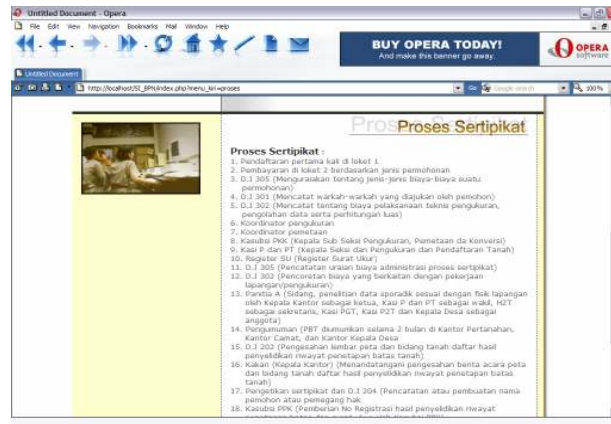 Untitled Document - Opera
File Edit View Navigation Bookmarks Mail Window Help
BUY OPERA TODAY!
And make this banner go away.
OPERA
software
Untitled Document
http://localhost/SI_BPN/index.php?menu_kiri=proses
Go
Google search
100%
Proses Sertipikat
Proses Sertipikat :
1. Pendaftaran pertama kali di loket 1
2. Pembayaran di loket 2 berdasarkan jenis permohonan
3. D.I 305 (Menguraikan tentang jenis-jenis biaya-biaya suatu
permohonan)
4. D.I 301 (Mencatat warkah-warkah yang diajukan oleh pemohon)
5. D.I 302 (Mencatat tentang biaya pelaksanaan teknis pengukuran,
pengolahan data serta perhitungan luas)
6. Koordinator pengukuran
7. Koordinator pemetaan
8. Kasubsi PKK (Kepala Sub Seksi Pengukuran, Pemetaan da Konversi)
9. Kasi P dan PT (Kepala Seksi dan Pengukuran dan Pendaftaran Tanah)
10. Register SU (Register Surat Ukur)
11. D.I 305 (Pencatatan uraian biaya administrasi proses sertipikat)
12. D.I 302 (Pencoretan biaya yang berkaitan dengan pekerjaan
lapangan/pengukuran)
13. Panitia A (Sidang, penelitian data sporadik sesuai dengan fisik lapangan
oleh Kepala Kantor sebagai ketua, Kasi P dan PT sebagai wakil, H2T
sebagai sekretaris, Kasi PGT, Kasi P2T dan Kepala Desa sebagai
anggota)
14. Pengumuman (PBT diumunkan selama 2 bulan di Kantor Pertanahan,
Kantor Camat, dan Kantor Kepala Desa
15. D.I 202 (Pengesahan lembar peta dan bidang tanah daftar hasil
penyelidikan riwayat penetapan batas tanah)
16. Kakan (Kepala Kantor) (Menandatangani pengesahan berita acara peta
dan bidang tanah daftar hasil penyelidikan riwayat penetapan batas
tanah)
17. Pengetikan sertipikat dan D.I 204 (Pencatatan atau pembuatan nama
pemohon atau pemegang hak
18. Kasubsi PPK (Pemberian No Registrasi hasil penyelidikan riwayat